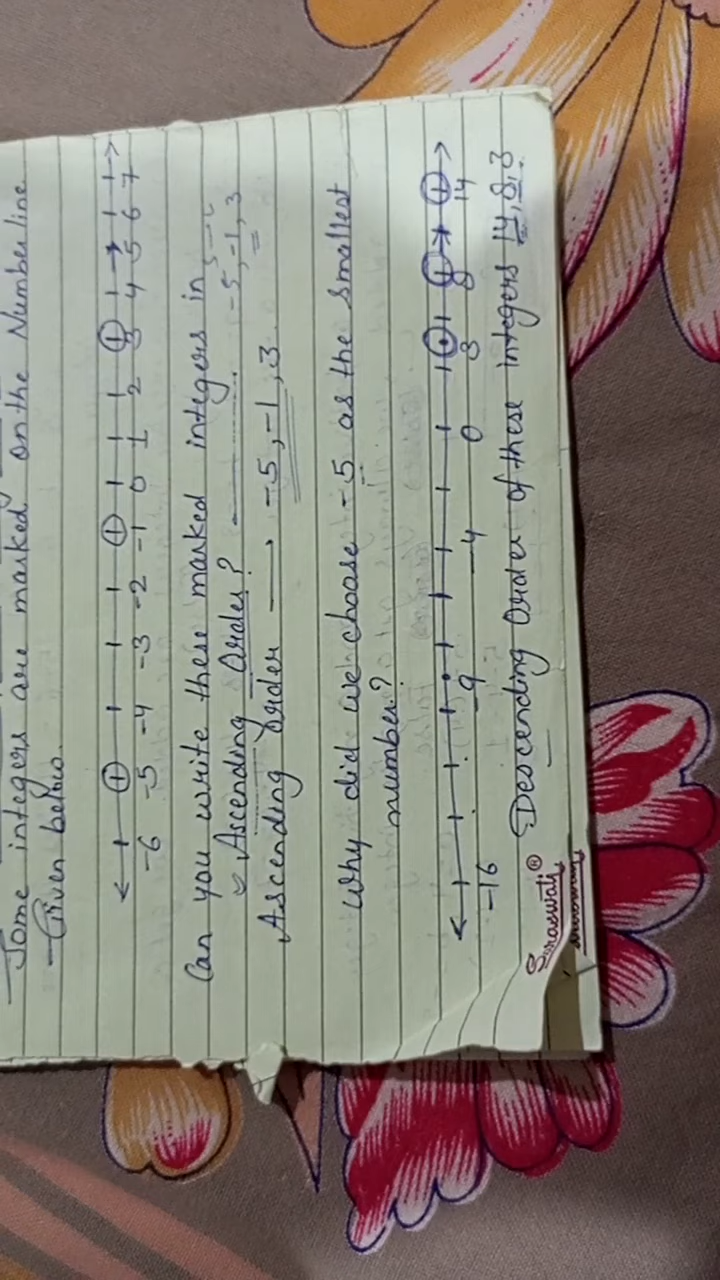 Some integers are marked on the Number line
Given below.
-6 -5 -4 -3 -2 -1 0 1 2 3 4 5 6 7
Can you write these marked integers in
Ascending Order? -5, -1, 3
Ascending Order → -5, -1, 3
Why did we choose -5 as the smallest
number?
-16 -9 -4 0 3 8 14
Descending Order of these integers 14, 8, 3
Saraswati®